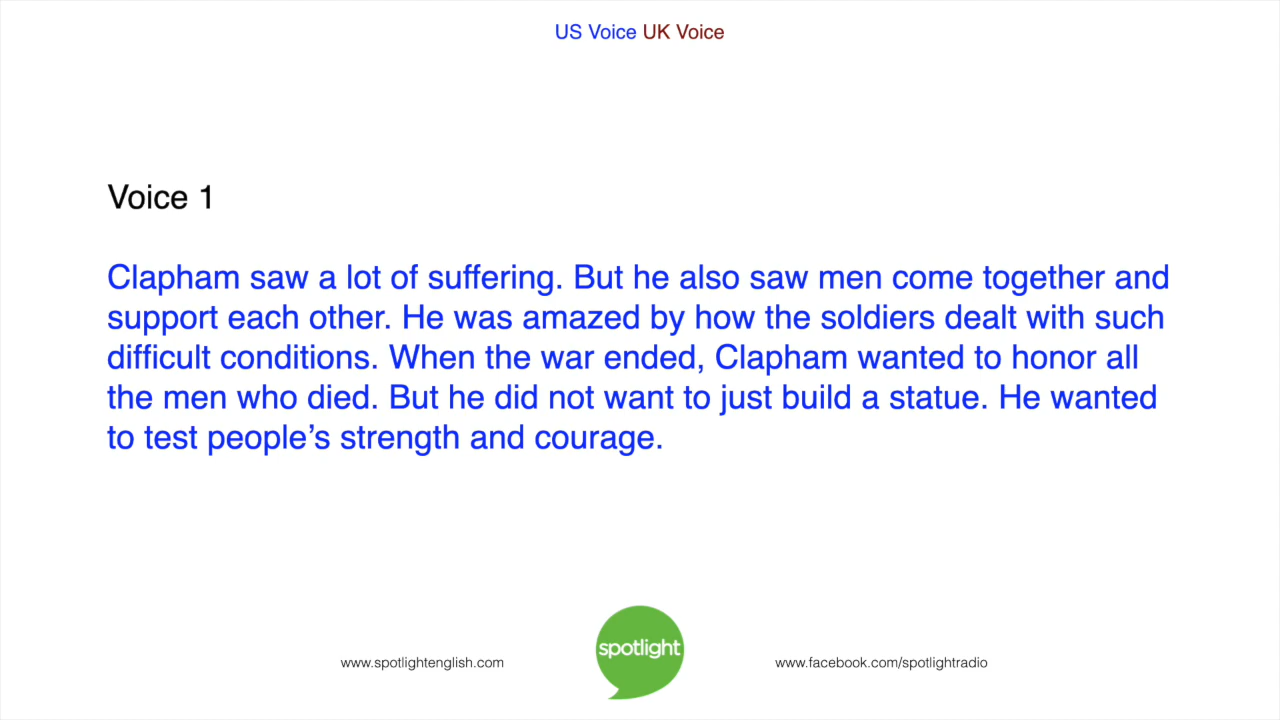 US Voice UK Voice
Voice 1
Clapham saw a lot of suffering. But he also saw men come together and
support each other. He was amazed by how the soldiers dealt with such
difficult conditions. When the war ended, Clapham wanted to honor all
the men who died. But he did not want to just build a statue. He wanted
to test people’s strength and courage.
www.spotlightenglish.com
spotlight
www.facebook.com/spotlightradio